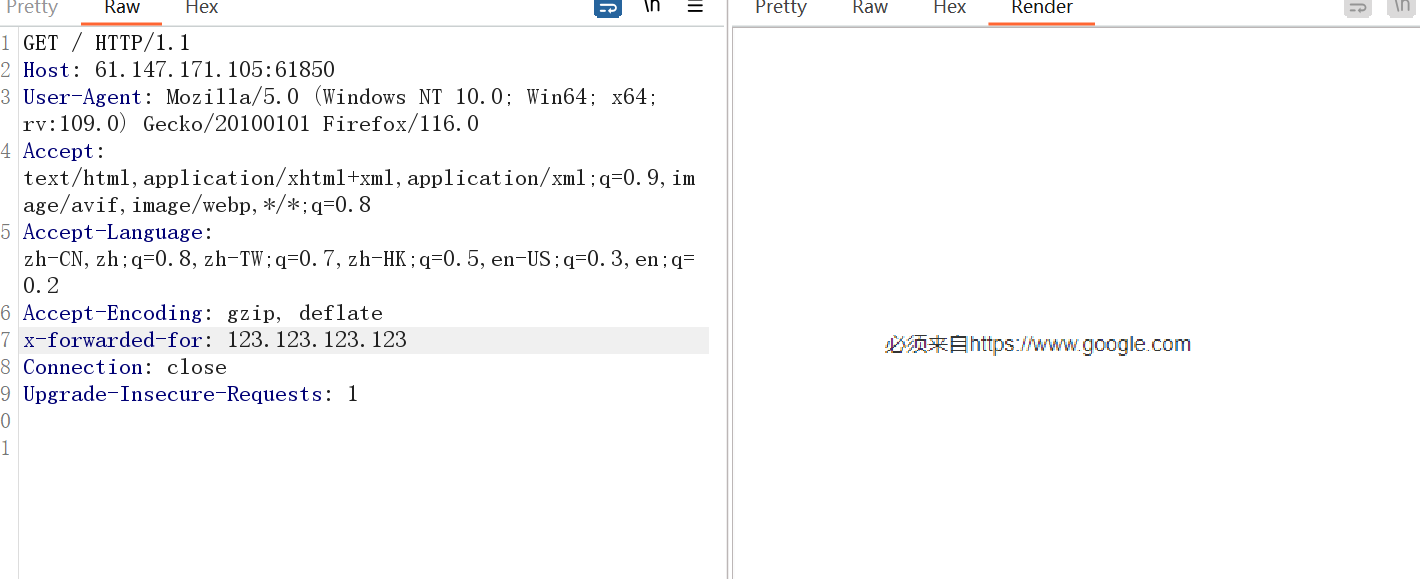 Pretty Raw Hex \n
Pretty Raw Hex Render \n
1 GET / HTTP/1.1
2 Host: 61.147.171.105:61850
3 User-Agent: Mozilla/5.0 (Windows NT 10.0; Win64; x64;
rv:109.0) Gecko/20100101 Firefox/116.0
4 Accept:
text/html,application/xhtml+xml,application/xml;q=0.9,im
age/avif,image/webp,*/*;q=0.8
5 Accept-Language:
zh-CN,zh;q=0.8,zh-TW;q=0.7,zh-HK;q=0.5,en-US;q=0.3,en;q=
0.2
6 Accept-Encoding: gzip, deflate
7 x-forwarded-for: 123.123.123.123
8 Connection: close
9 Upgrade-Insecure-Requests: 1
0
1
必须来自https://www.google.com